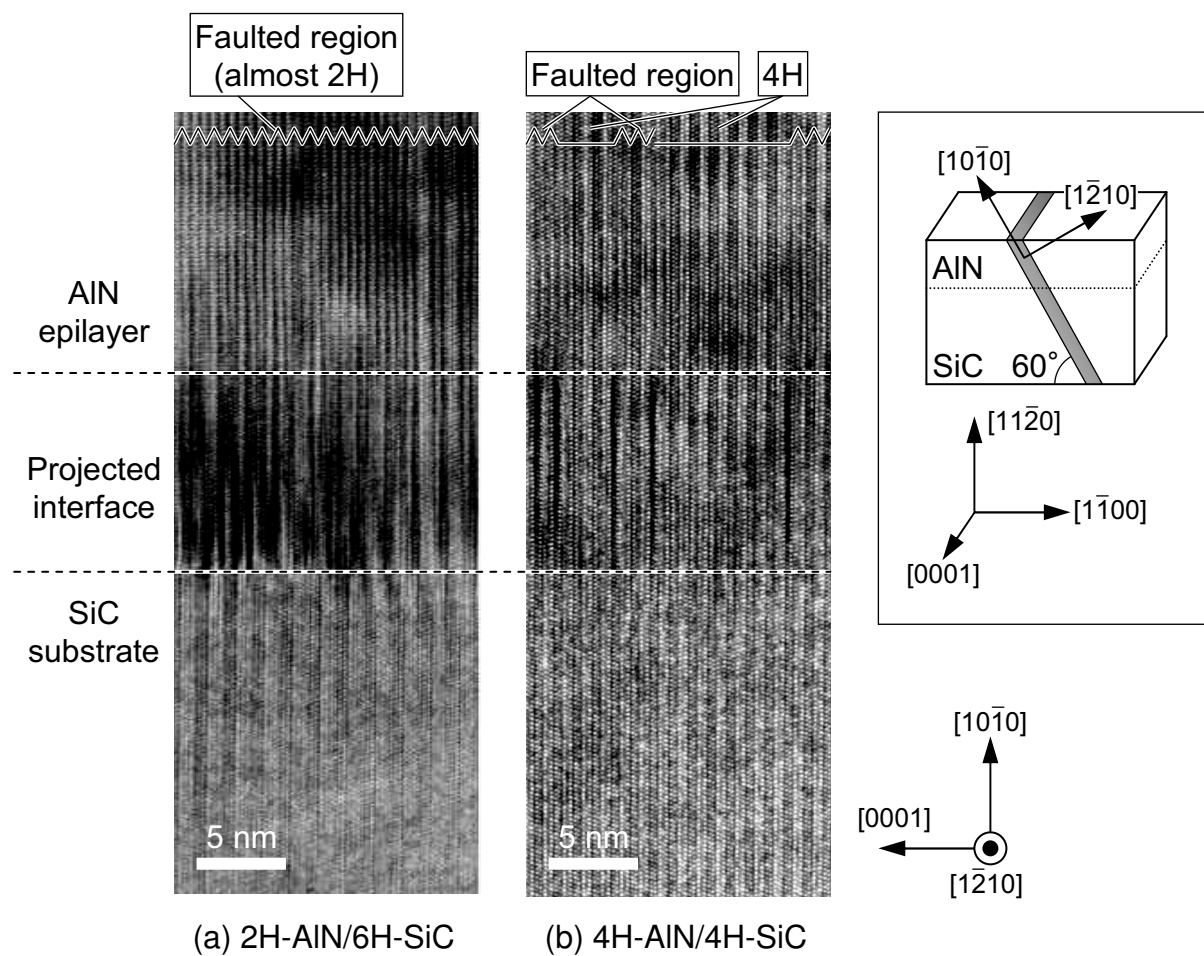 Faulted region
(almost 2H)
Faulted region
4H
[101̅0]
[12̅10]
AlN
SiC
60°
[112̅0]
[11̅00]
[0001]
AlN
epilayer
Projected
interface
SiC
substrate
5 nm
5 nm
[101̅0]
[0001]
[12̅10]
(a) 2H-AlN/6H-SiC
(b) 4H-AlN/4H-SiC